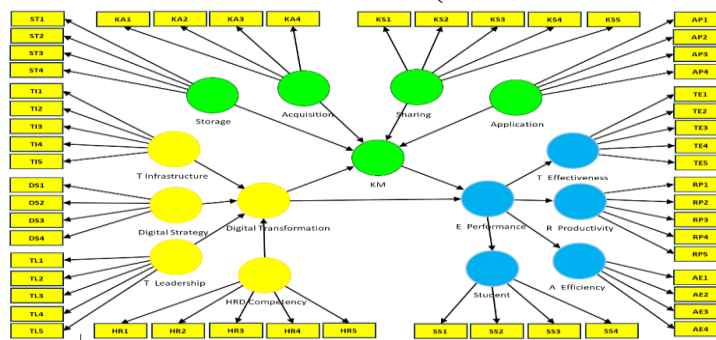 ST1
ST2
ST3
ST4
KA1
KA2
KA3
KA4
KS1
KS2
KS3
KS4
KS5
AP1
AP2
AP3
AP4
Storage
Acquisition
Sharing
Application
TI1
TI2
TI3
TI4
TI5
T Infrastructure
KM
TE1
TE2
TE3
TE4
TE5
T Effectiveness
DS1
DS2
DS3
DS4
Digital Strategy
Digital Transformation
E Performance
R Productivity
RP1
RP2
RP3
RP4
RP5
TL1
TL2
TL3
TL4
TL5
T Leadership
HRD Competency
Student
A Efficiency
AE1
AE2
AE3
AE4
HR1
HR2
HR3
HR4
HR5
SS1
SS2
SS3
SS4